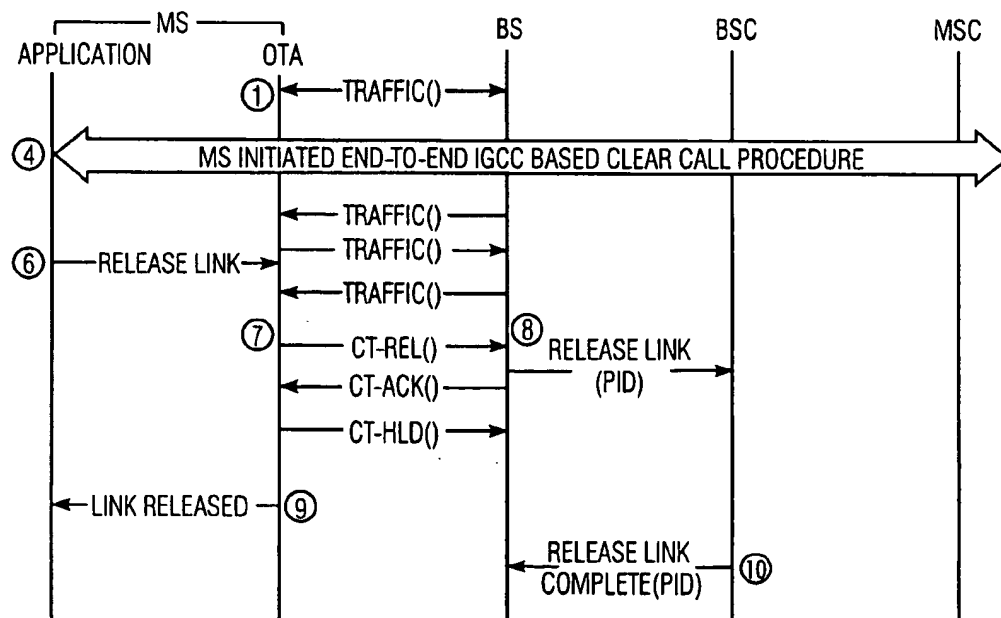 MS
BS
BSC
MSC
APPLICATION
OTA
① TRAFFIC()
④ MS INITIATED END-TO-END IGCC BASED CLEAR CALL PROCEDURE
TRAFFIC()
TRAFFIC()
⑥ RELEASE LINK
TRAFFIC()
⑦ CT-REL()
⑧ RELEASE LINK
(PID)
CT-ACK()
CT-HLD()
LINK RELEASED ⑨
RELEASE LINK
COMPLETE(PID) ⑩